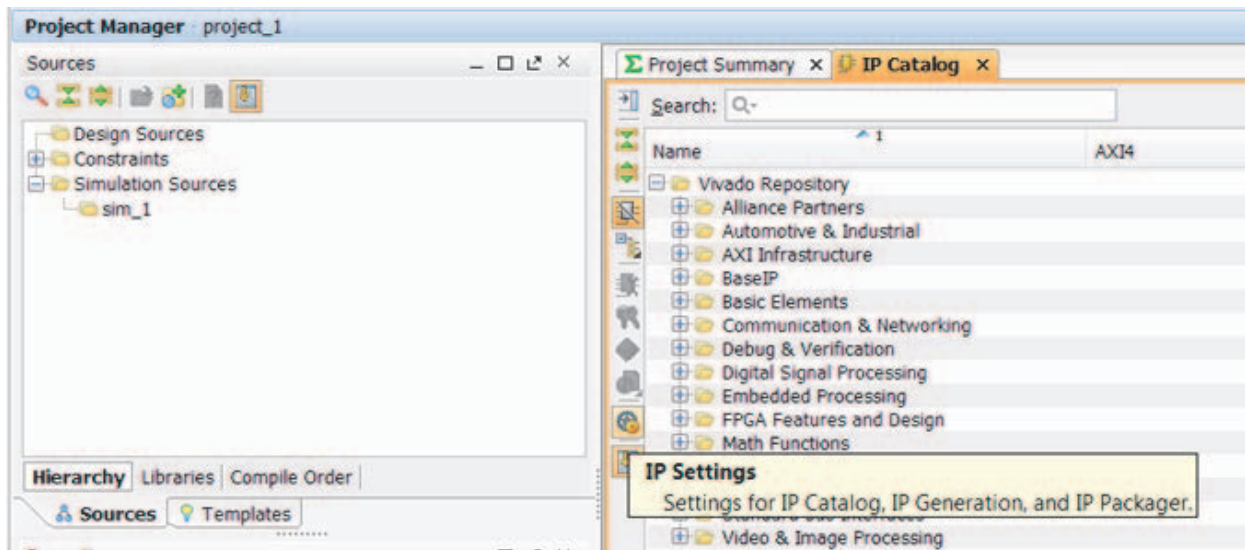 Project Manager - project_1
Sources
Design Sources
Constraints
Simulation Sources
sim_1
Hierarchy Libraries Compile Order
Sources Templates
Project Summary IP Catalog
Search:
Name 1 AXI4
Vivado Repository
Alliance Partners
Automotive & Industrial
AXI Infrastructure
BaseIP
Basic Elements
Communication & Networking
Debug & Verification
Digital Signal Processing
Embedded Processing
FPGA Features and Design
Math Functions
IP Settings
Settings for IP Catalog, IP Generation, and IP Packager.
Video & Image Processing